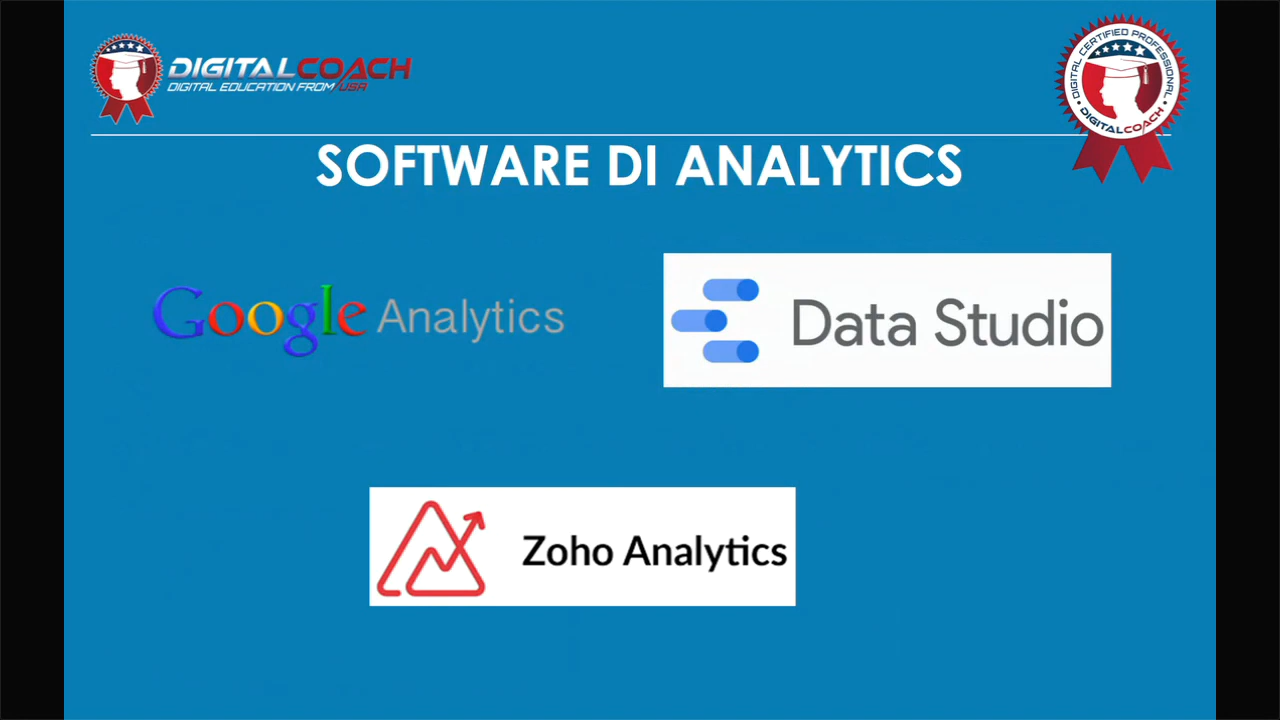 DIGITALCOACH
DIGITAL EDUCATION FROM USA
DIGITAL CERTIFIED PROFESSIONAL
DIGITALCOACH
SOFTWARE DI ANALYTICS
Google Analytics
Data Studio
Zoho Analytics